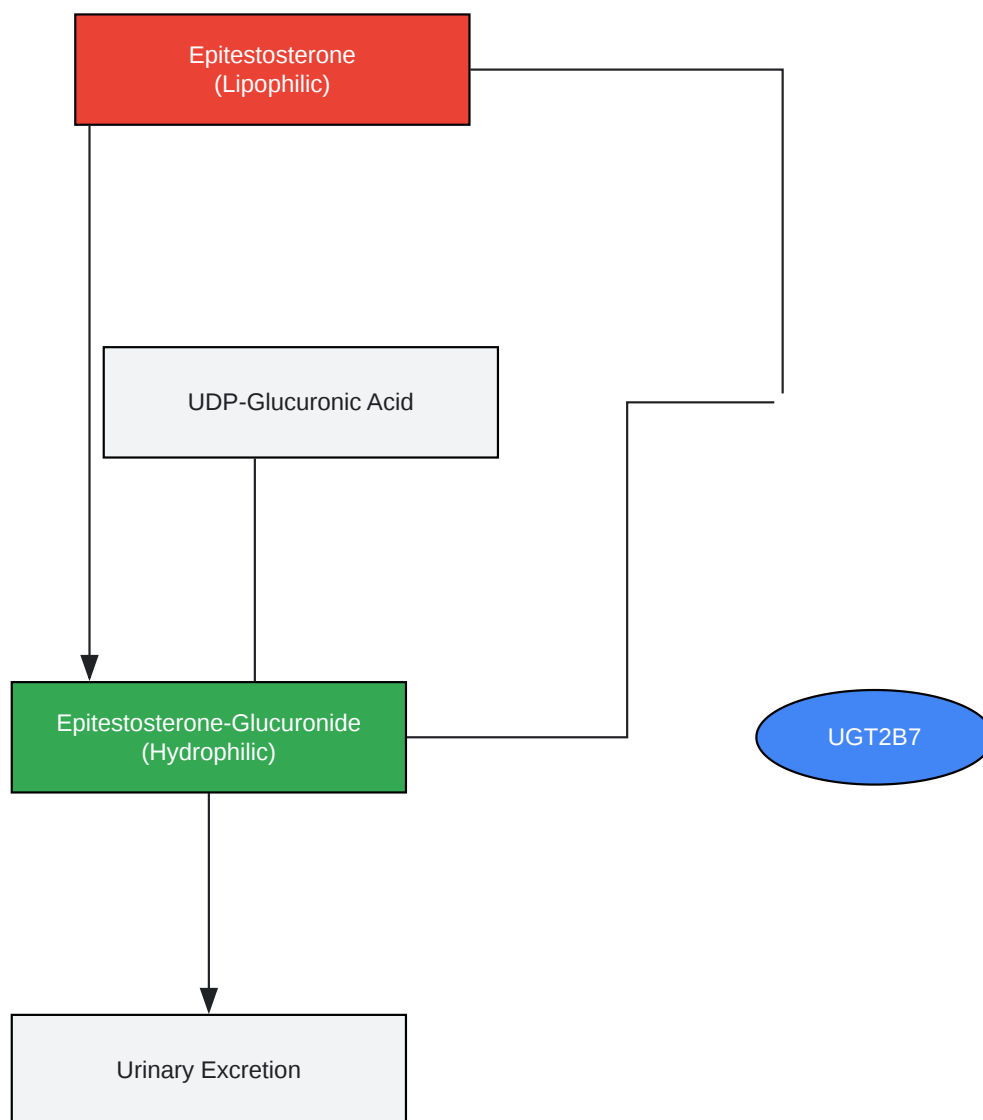 Epitestosterone
(Lipophilic)
UDP-Glucuronic Acid
Epitestosterone-Glucuronide
(Hydrophilic)
UGT2B7
Urinary Excretion